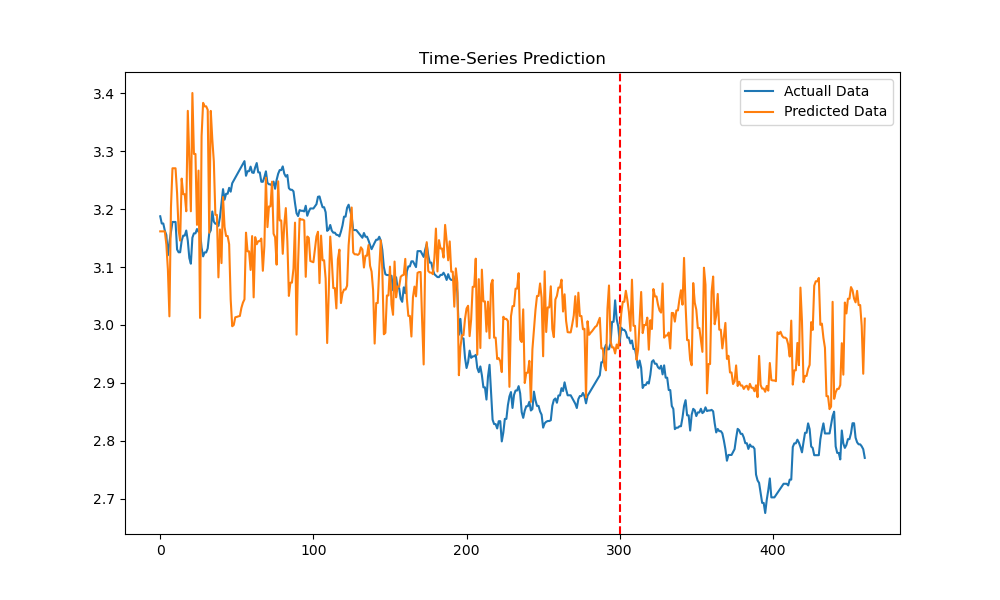 Time-Series Prediction
Actuall Data
Predicted Data
3.4
3.3
3.2
3.1
3.0
2.9
2.8
2.7
0 100 200 300 400